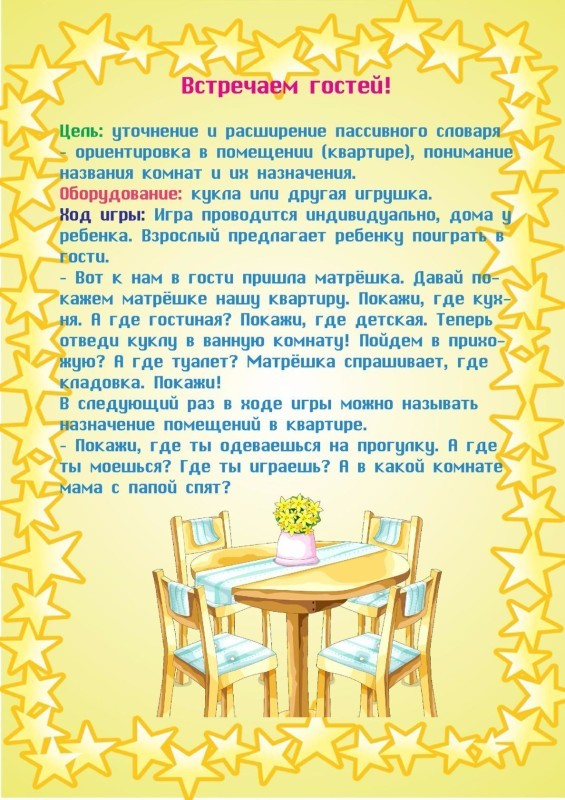 Встречаем гостей!
Цель: уточнение и расширение пассивного словаря
- ориентировка в помещении (квартире), понимание
названия комнат и их назначения.
Оборудование: кукла или другая игрушка.
Ход игры: Игра проводится индивидуально, дома у
ребенка. Взрослый предлагает ребенку поиграть в
гости.
- Вот к нам в гости пришла матрёшка. Давай по-
кажем матрёшке нашу квартиру. Покажи, где кух-
ня. А где гостиная? Покажи, где детская. Теперь
отведи куклу в ванную комнату! Пойдем в прихо-
жую? А где туалет? Матрёшка спрашивает, где
кладовка. Покажи!
В следующий раз в ходе игры можно называть
назначение помещений в квартире.
- Покажи, где ты одеваешься на прогулку. А где
ты моешься? Где ты играешь? А в какой комнате
мама с папой спят?